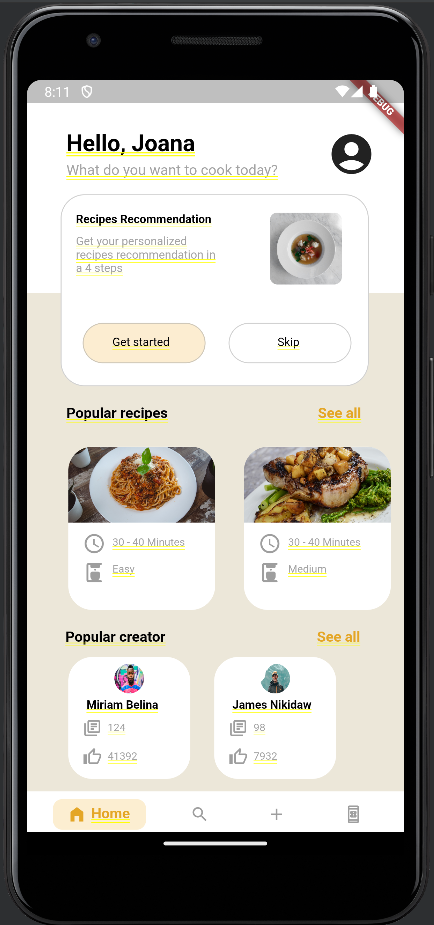 8:11
EBUG
Hello, Joana
What do you want to cook today?
Recipes Recommendation
Get your personalized
recipes recommendation in
a 4 steps
Get started
Skip
Popular recipes
See all
30 - 40 Minutes
Easy
30 - 40 Minutes
Medium
Popular creator
See all
Miriam Belina
124
41392
James Nikidaw
98
7932
Home